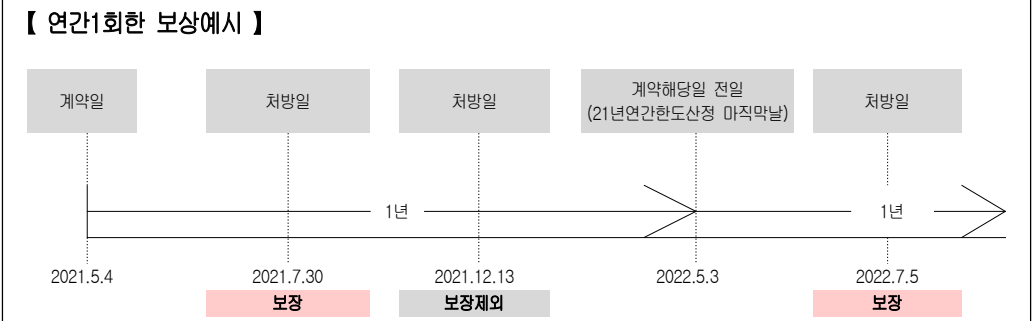 【 연간1회한 보상예시 】
계약일
처방일
처방일
계약해당일 전일
(21년연간한도산정 마직막날)
처방일
1년
1년
2021.5.4
2021.7.30
2021.12.13
2022.5.3
2022.7.5
보장
보장제외
보장